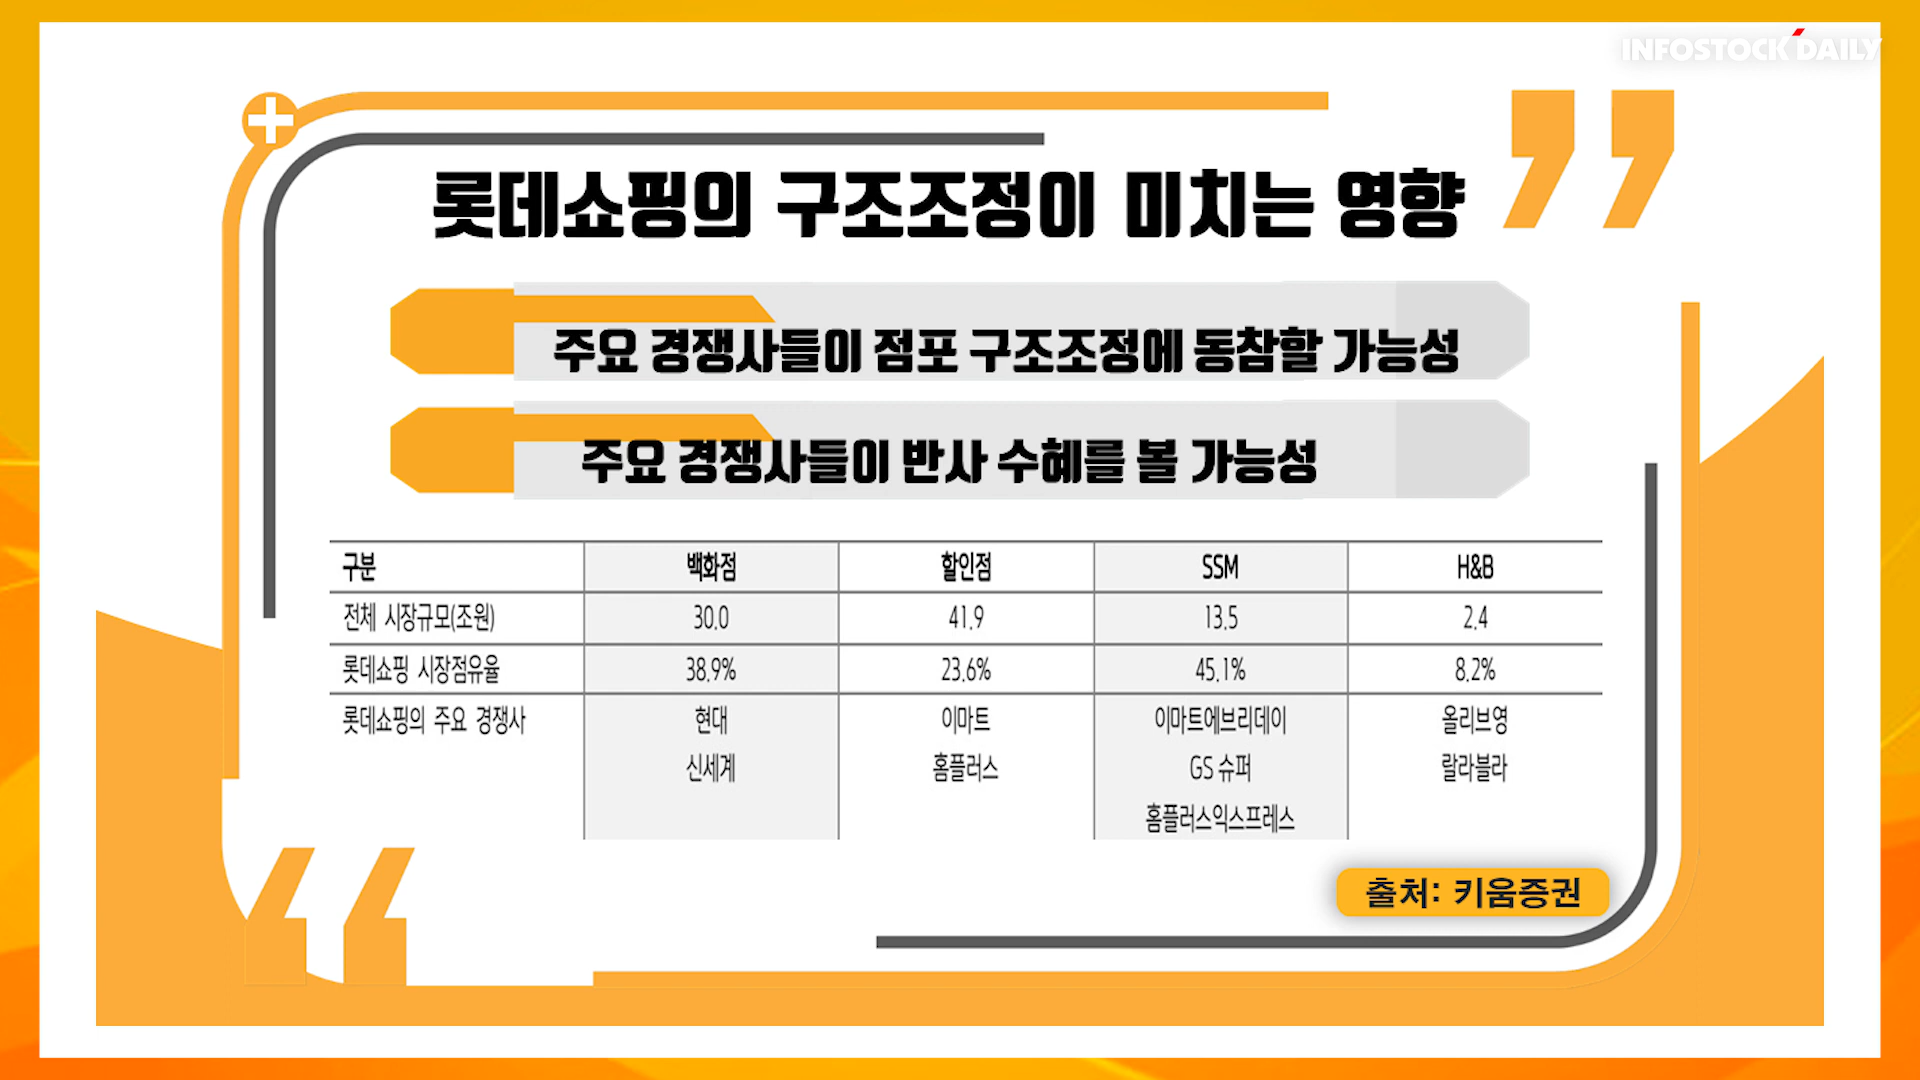 INFOSTOCK DAILY
롯데쇼핑의 구조조정이 미치는 영향
주요 경쟁사들이 점포 구조조정에 동참할 가능성
주요 경쟁사들이 반사 수혜를 볼 가능성
구분 백화점 할인점 SSM H&B
전체 시장규모(조원) 30.0 41.9 13.5 2.4
롯데쇼핑 시장점유율 38.9% 23.6% 45.1% 8.2%
롯데쇼핑의 주요 경쟁사 현대 이마트 이마트에브리데이 올리브영
신세계 홈플러스 GS 슈퍼 랄라블라
홈플러스익스프레스
출처: 키움증권